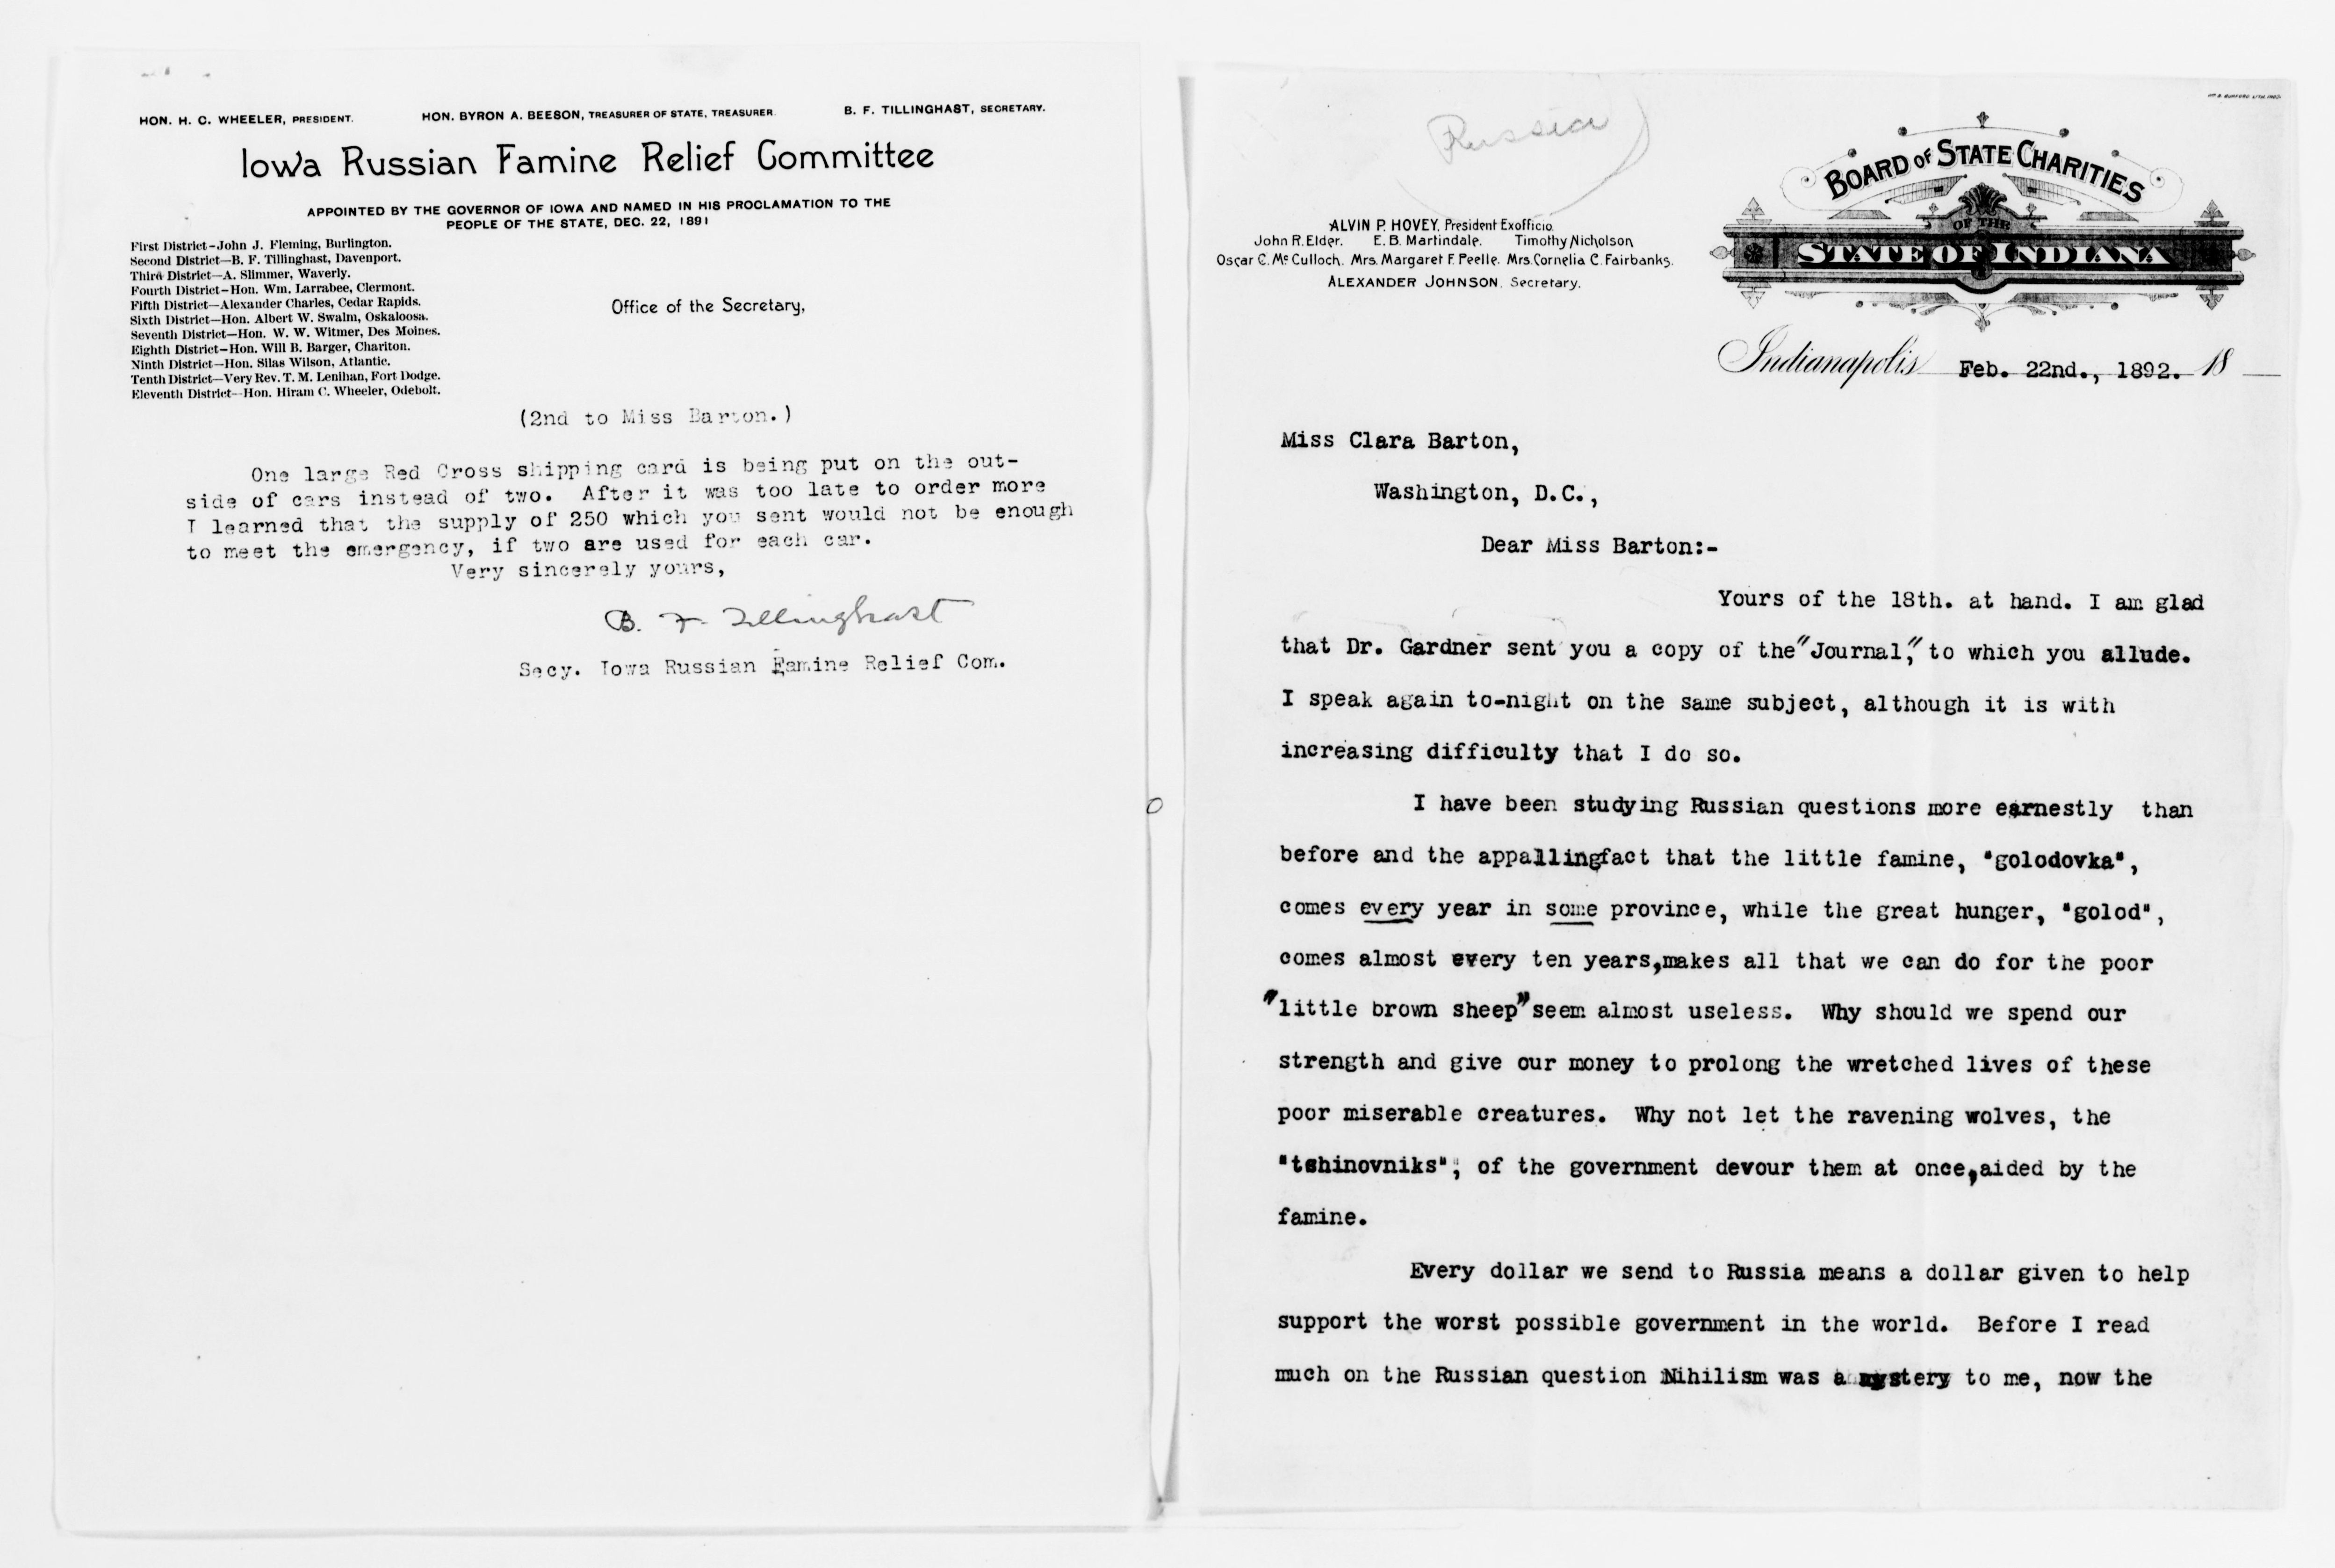 HON. H. C. WHEELER, PRESIDENT. HON. BYRON A. BEESON, TREASURER OF STATE, TREASURER. B. F. TILLINGHAST, SECRETARY.
Iowa Russian Famine Relief Committee
APPOINTED BY THE GOVERNOR OF IOWA AND NAMED IN HIS PROCLAMATION TO THE
PEOPLE OF THE STATE, DEC. 22, 1891
First District-John J. Fleming, Burlington.
Second District—B. F. Tillinghast, Davenport.
Third District—A. Slimmer, Waverly.
Fourth District-Hon. Wm. Larrabee, Clermont.
Fifth District—Alexander Charles, Cedar Rapids.
Sixth District—Hon. Albert W. Swalm, Oskaloosa.
Seventh District—Hon. W. W. Witmer, Des Moines.
Eighth District-Hon. Will B. Barger, Chariton.
Ninth District—Hon. Silas Wilson, Atlantic.
Tenth District—Very Rev. T. M. Lenihan, Fort Dodge.
Eleventh District--Hon. Hiram C. Wheeler, Odebolt.
Office of the Secretary,
(2nd to Miss Barton.)
One large Red Cross shipping card is being put on the out-
side of cars instead of two. After it was too late to order more
I learned that the supply of 250 which you sent would not be enough
to meet the emergency, if two are used for each car.
Very sincerely yours,
B. F. Tillinghast
Secy. Iowa Russian Famine Relief Com.
Russia
BOARD OF STATE CHARITIES
OF THE
STATE OF INDIANA
ALVIN P. HOVEY, President Exofficio.
John R. Elder. E. B. Martindale. Timothy Nicholson
Oscar C. McCulloch. Mrs. Margaret F. Peelle. Mrs. Cornelia C. Fairbanks.
ALEXANDER JOHNSON, Secretary.
Indianapolis Feb. 22nd., 1892. 18
Miss Clara Barton,
Washington, D.C.,
Dear Miss Barton:-
Yours of the 18th. at hand. I am glad
that Dr. Gardner sent you a copy of the "Journal," to which you allude.
I speak again to-night on the same subject, although it is with
increasing difficulty that I do so.
I have been studying Russian questions more earnestly than
before and the appallingfact that the little famine, "golodovka",
comes every year in some province, while the great hunger, "golod",
comes almost every ten years,makes all that we can do for the poor
"little brown sheep" seem almost useless. Why should we spend our
strength and give our money to prolong the wretched lives of these
poor miserable creatures. Why not let the ravening wolves, the
"tshinovniks", of the government devour them at once,aided by the
famine.
Every dollar we send to Russia means a dollar given to help
support the worst possible government in the world. Before I read
much on the Russian question Nihilism was a mystery to me, now the